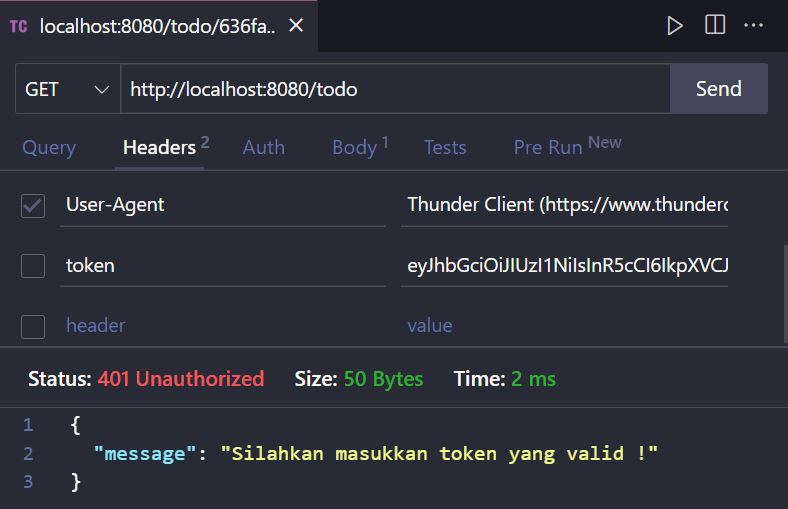 TC localhost:8080/todo/636fa.. ×
GET http://localhost:8080/todo Send
Query Headers 2 Auth Body 1 Tests Pre Run New
User-Agent Thunder Client (https://www.thunderc
token eyJhbGciOiJIUzI1NiIsInR5cCI6IkpXVCJ
header value
Status: 401 Unauthorized Size: 50 Bytes Time: 2 ms
1 {
2 "message": "Silahkan masukkan token yang valid !"
3 }